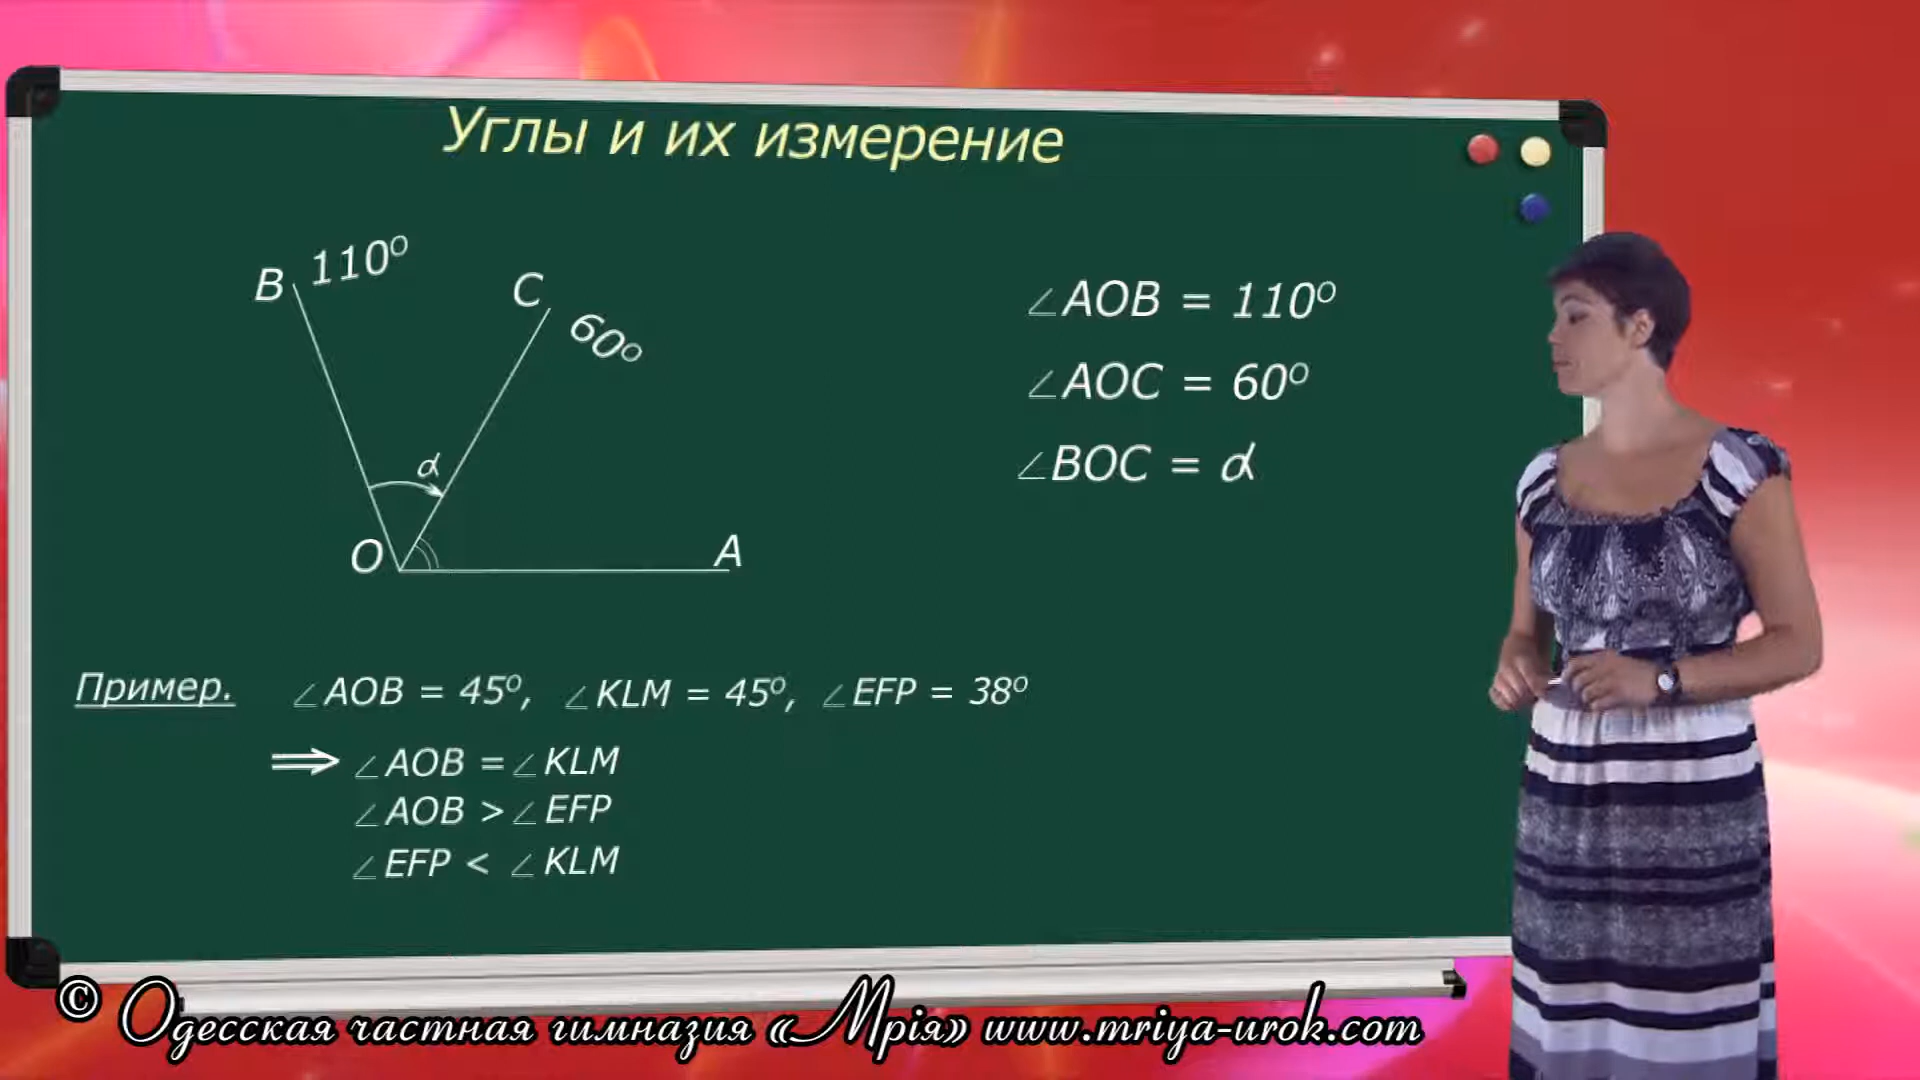 Углы и их измерение
B 110° C 60°
α
O A
∠AOB = 110°
∠AOC = 60°
∠BOC = α
Пример. ∠AOB = 45°, ∠KLM = 45°, ∠EFP = 38°
⟹ ∠AOB = ∠KLM
∠AOB > ∠EFP
∠EFP < ∠KLM
© Одесская частная гимназия «Мрія» www.mriya-urok.com